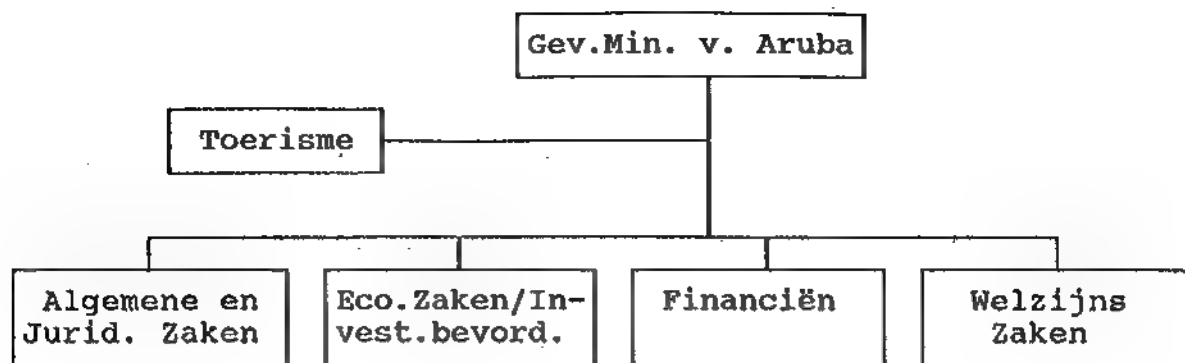 Gev.Min. v. Aruba
Toerisme
Algemene en
Jurid. Zaken
Eco.Zaken/In-
vest.bevord.
Financiën
Welzijns
Zaken